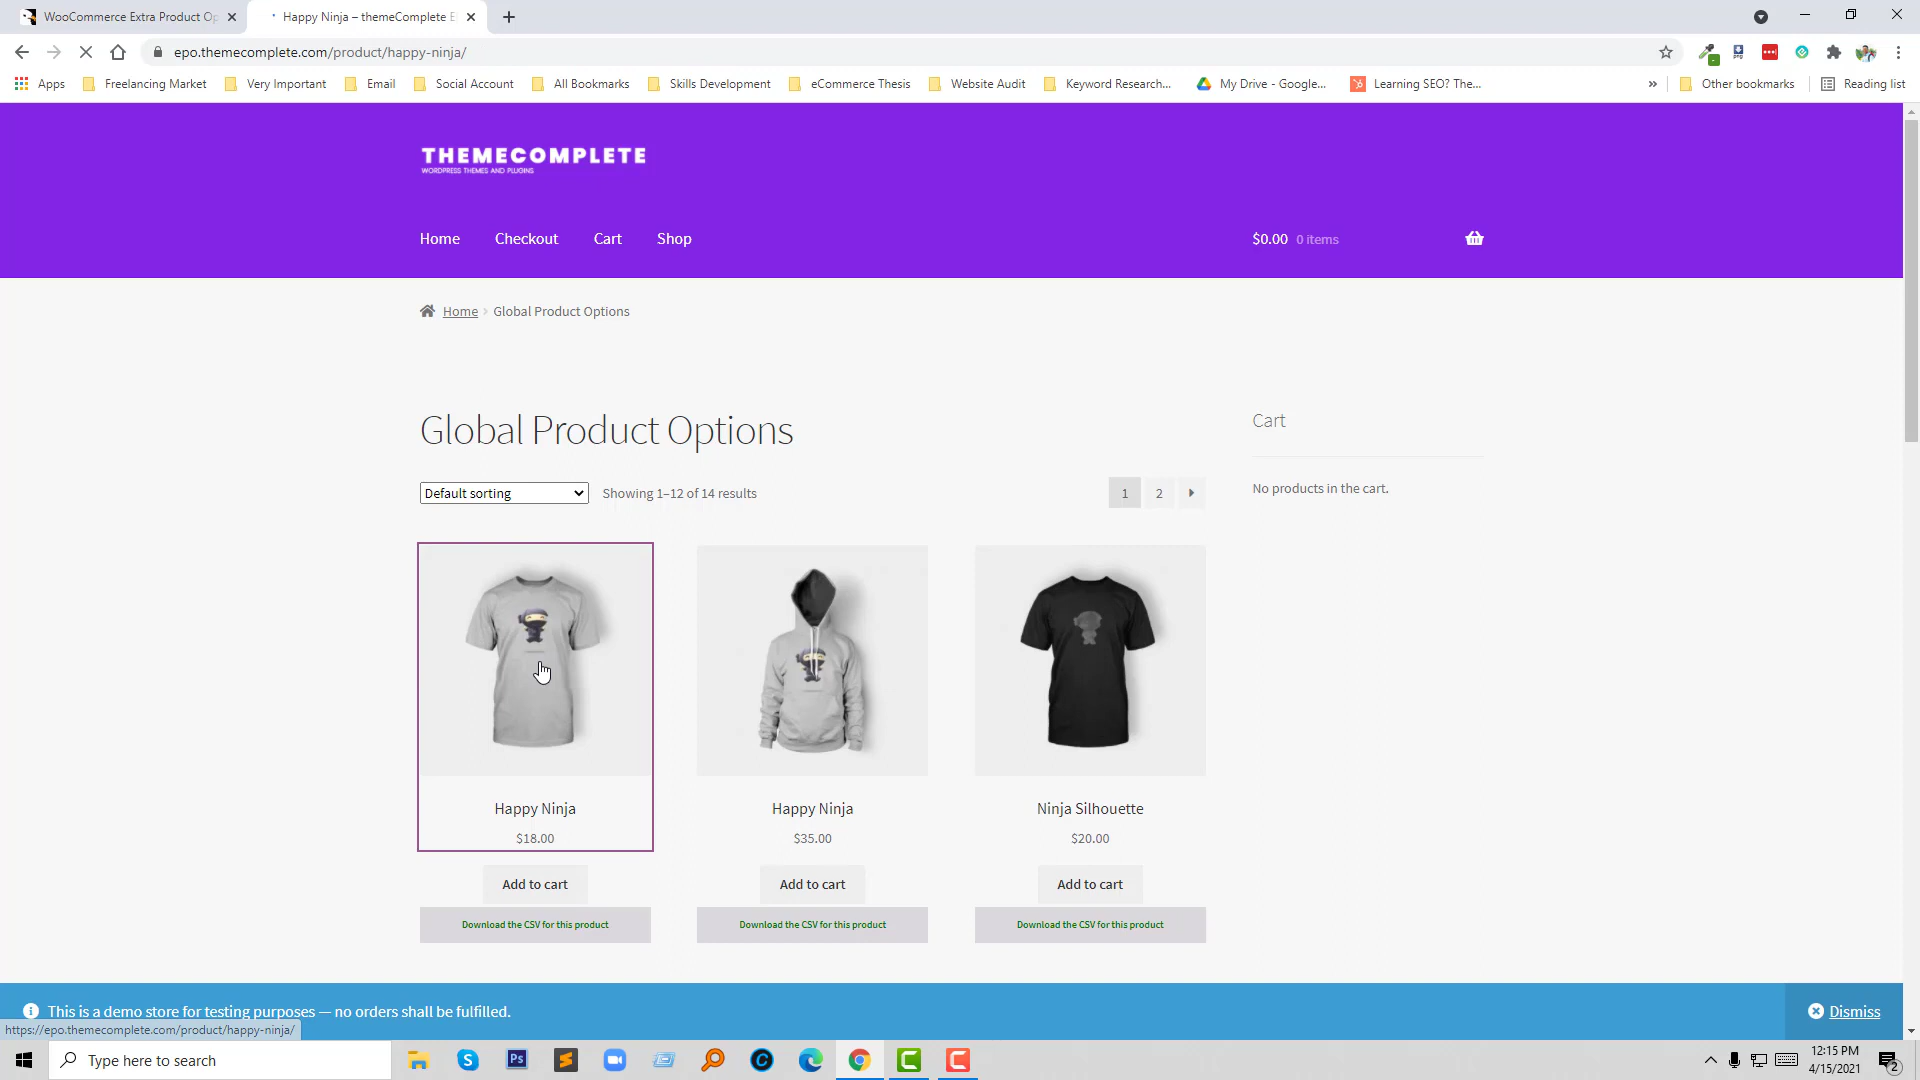 WooCommerce Extra Product Op
Happy Ninja – themeComplete E
epo.themecomplete.com/product/happy-ninja/
Apps
Freelancing Market
Very Important
Email
Social Account
All Bookmarks
Skills Development
eCommerce Thesis
Website Audit
Keyword Research...
My Drive - Google...
Learning SEO? The...
»
Other bookmarks
Reading list
THEMECOMPLETE
WORDPRESS THEMES AND PLUGINS
Home
Checkout
Cart
Shop
$0.00 0 items
Home › Global Product Options
Global Product Options
Cart
Default sorting
Showing 1–12 of 14 results
1
2
No products in the cart.
Happy Ninja
Happy Ninja
Ninja Silhouette
$18.00
$35.00
$20.00
Add to cart
Add to cart
Add to cart
Download the CSV for this product
Download the CSV for this product
Download the CSV for this product
This is a demo store for testing purposes — no orders shall be fulfilled.
Dismiss
https://epo.themecomplete.com/product/happy-ninja/
Type here to search
Ps
12:15 PM
4/15/2021
2